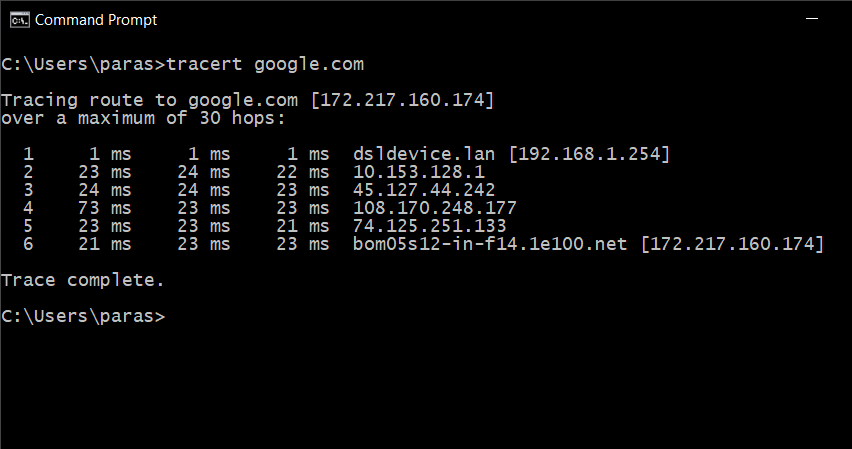 Command Prompt
C:\Users\paras>tracert google.com
Tracing route to google.com [172.217.160.174]
over a maximum of 30 hops:
1 1 ms 1 ms 1 ms dsldevice.lan [192.168.1.254]
2 23 ms 24 ms 22 ms 10.153.128.1
3 24 ms 24 ms 23 ms 45.127.44.242
4 73 ms 23 ms 23 ms 108.170.248.177
5 23 ms 23 ms 21 ms 74.125.251.133
6 21 ms 23 ms 23 ms bom05s12-in-f14.1e100.net [172.217.160.174]
Trace complete.
C:\Users\paras>